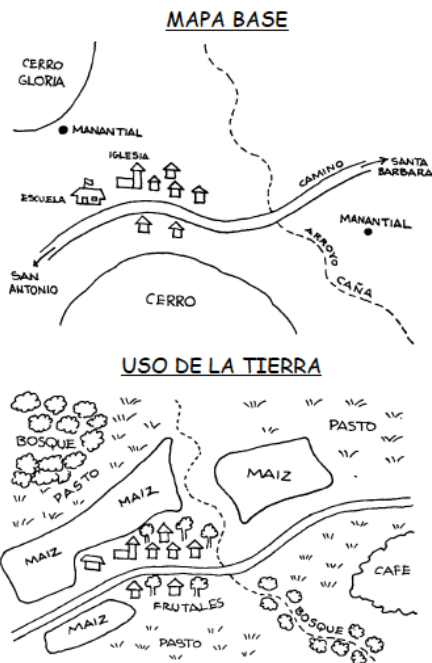 MAPA BASE
CERRO
GLORIA
MANANTIAL
IGLESIA
ESCUELA
CAMINO
SANTA
BARBARA
MANANTIAL
ARROYO
CAÑA
SAN
ANTONIO
CERRO
USO DE LA TIERRA
BOSQUE
PASTO
PASTO
MAIZ
MAIZ
MAIZ
CAFE
FRUTALES
BOSQUE
MAIZ
PASTO